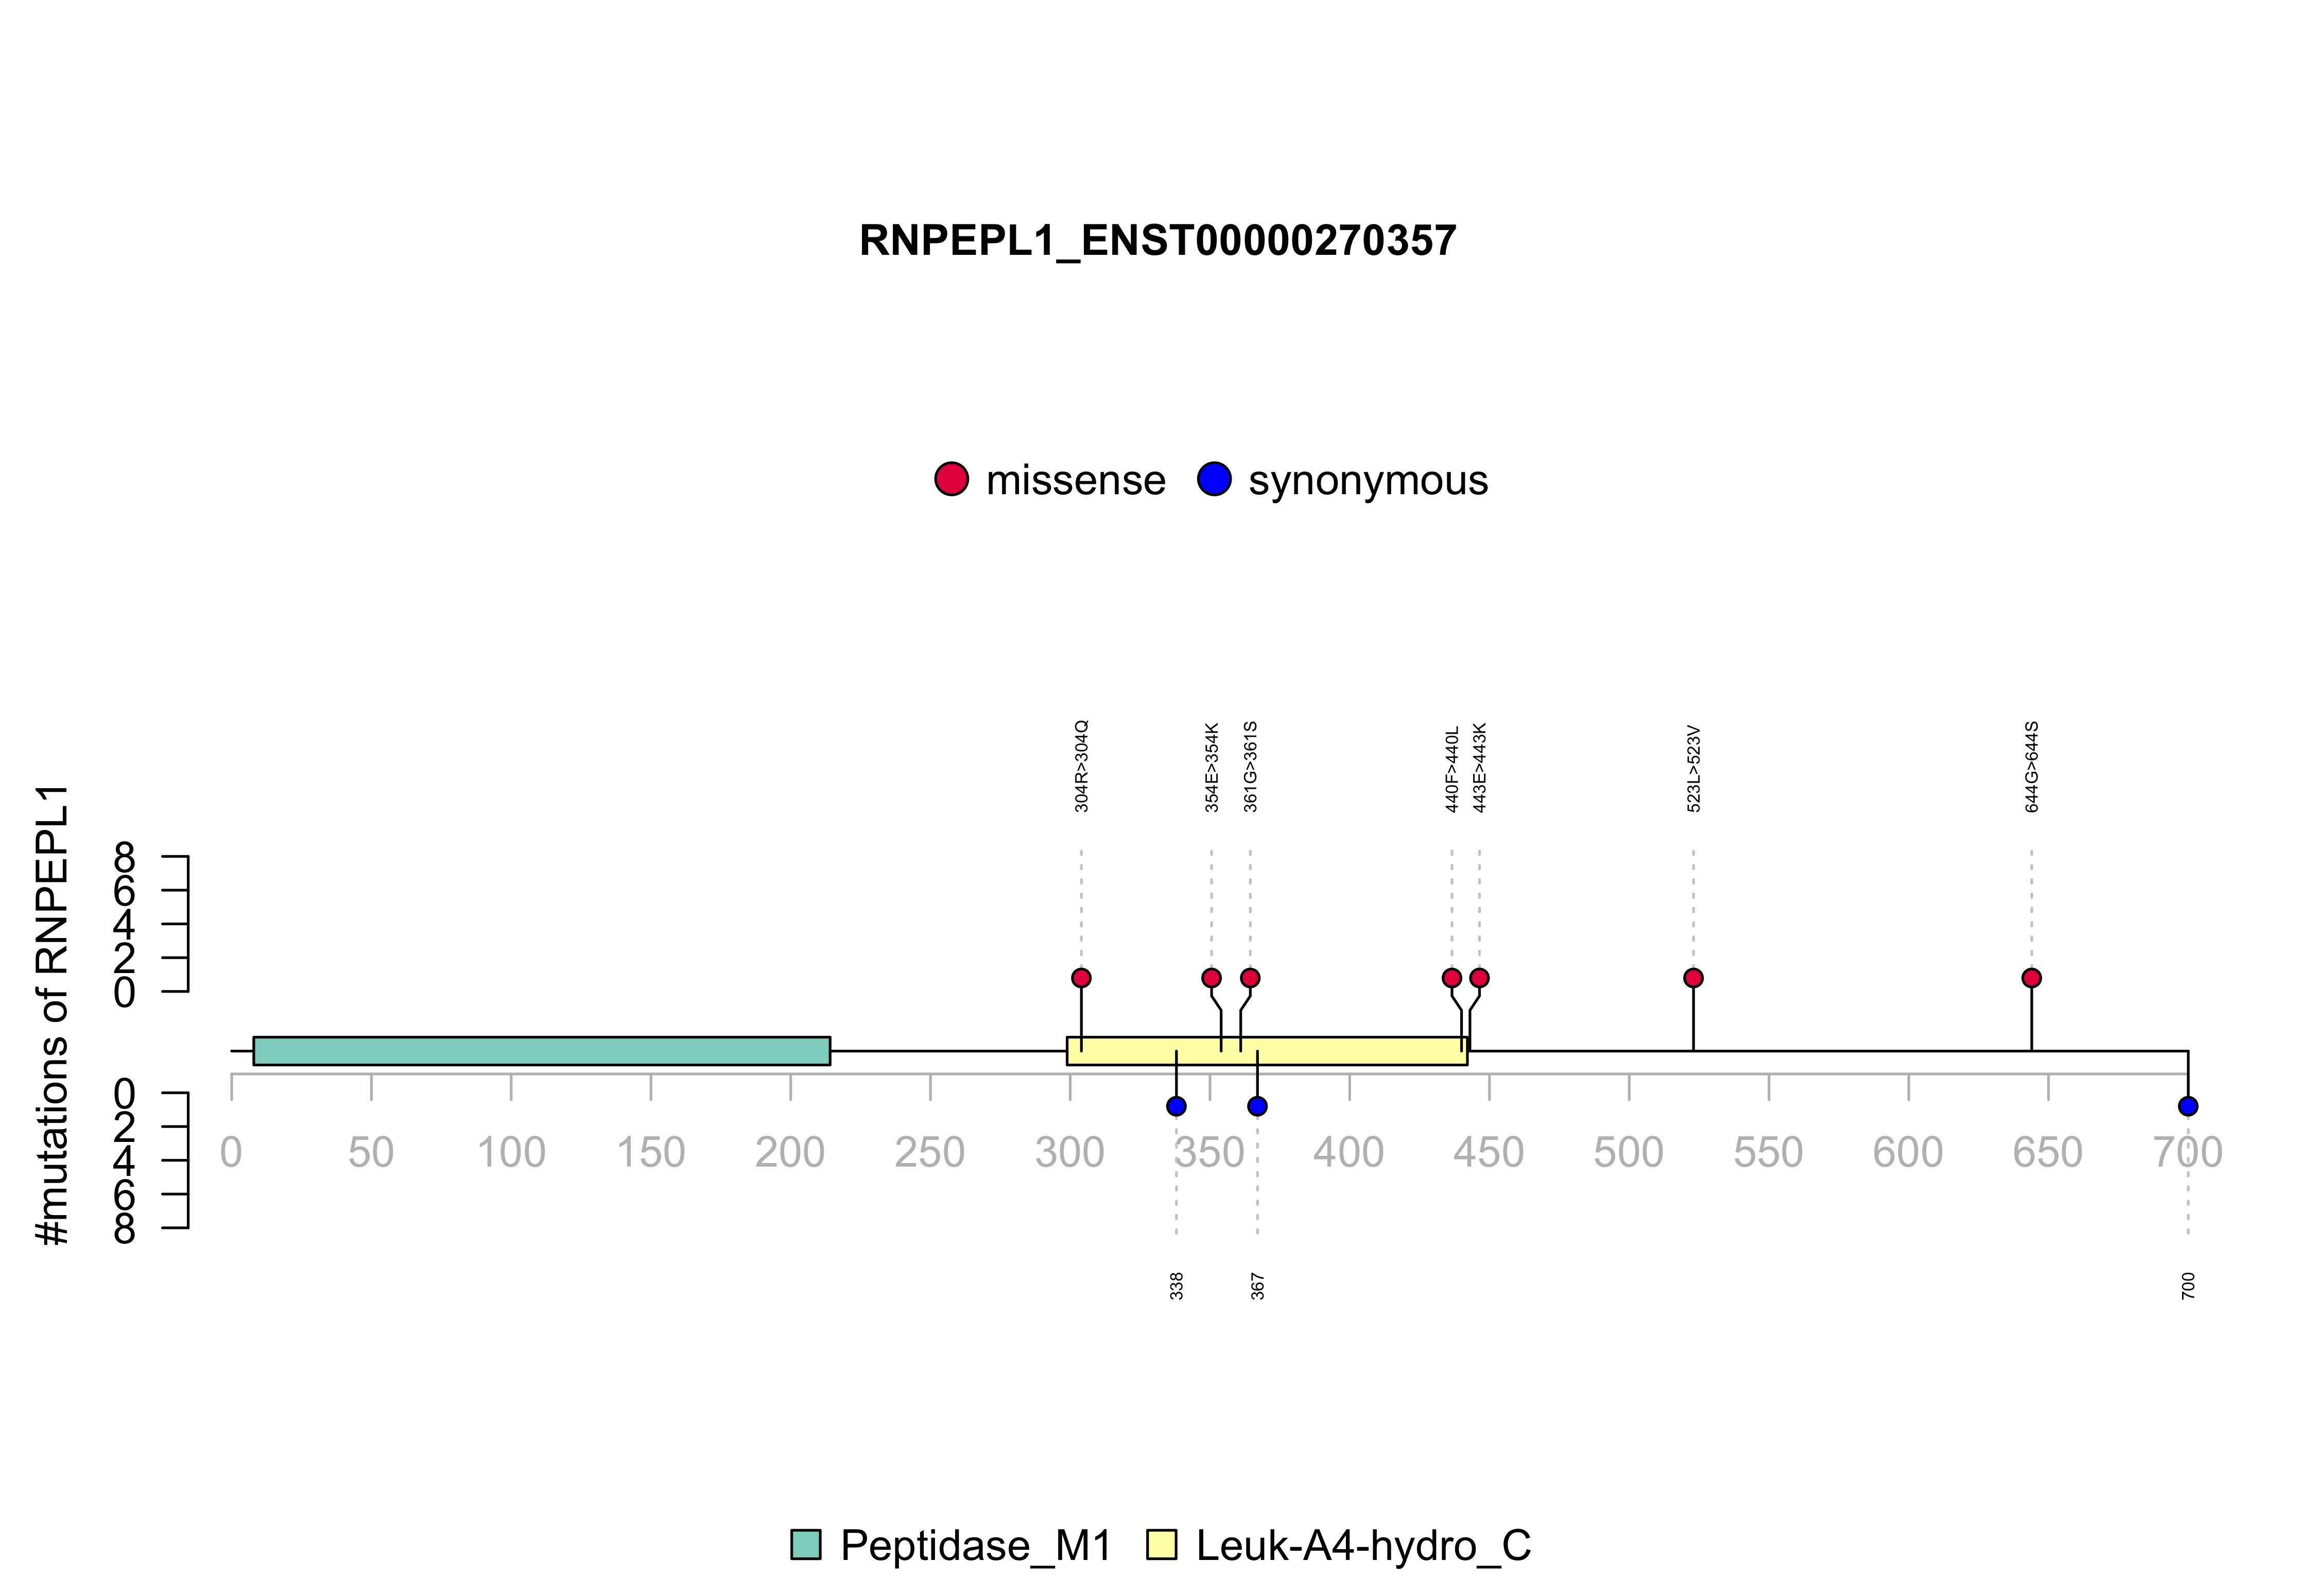 RNPEPL1_ENST00000270357
missense synonymous
304R>304Q
354E>354K
361G>361S
440F>440L
443E>443K
523L>523V
644G>644S
#mutations of RNPEPL1
8
6
4
2
0
0
2
4
6
8
0 50 100 150 200 250 300 350 400 450 500 550 600 650 700
338
367
700
Peptidase_M1 Leuk-A4-hydro_C